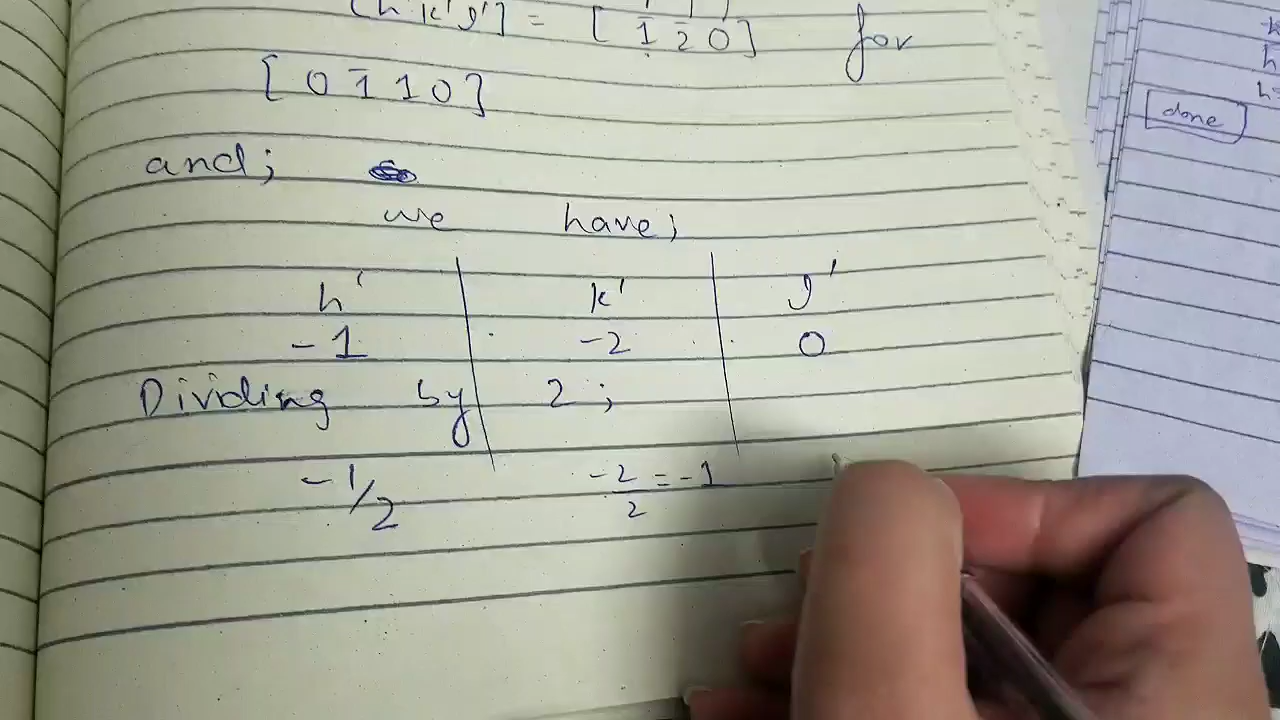 [h' k' l'] = [ 1̄ 2̄ 0 ] for
[ 0 1̄ 1 0 ]
and;
we have;
h' k' l'
-1 -2 0
Dividing by 2 ;
-1/2 -2/2 = -1
done